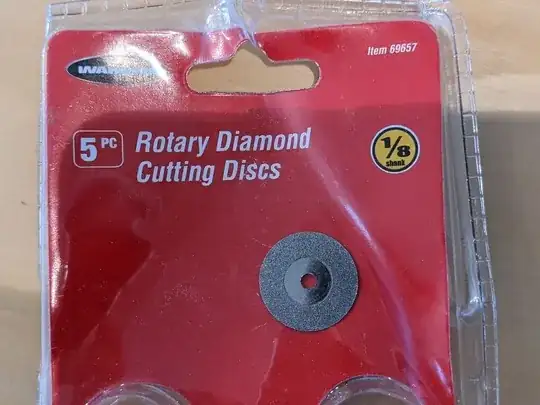 Item 69657
5 PC
Rotary Diamond
Cutting Discs
1/8
shank